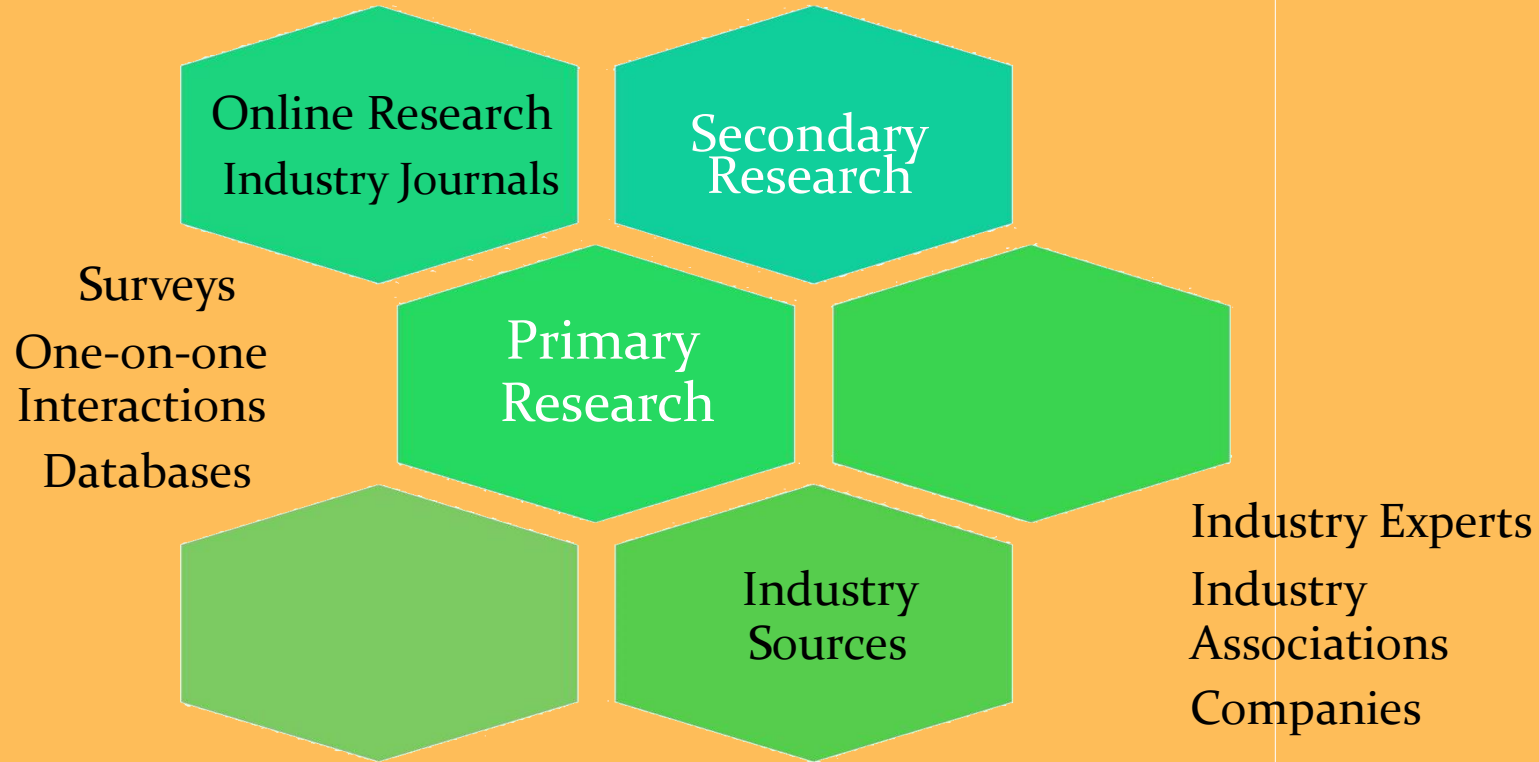 Online Research
Industry Journals
Secondary
Research
Surveys
One-on-one
Interactions
Databases
Primary
Research
Industry
Sources
Industry Experts
Industry
Associations
Companies